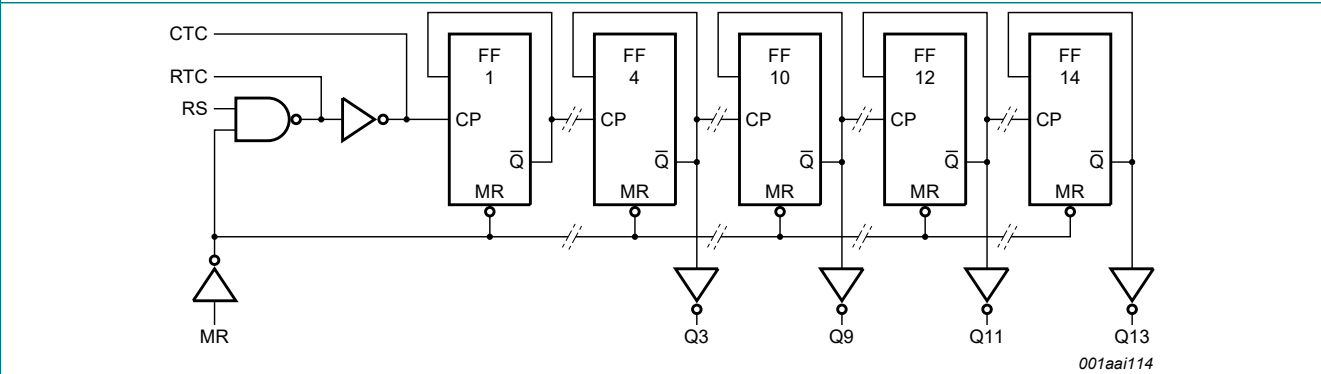 CTC
RTC
RS
FF
1
CP
Q̅
MR
FF
4
CP
Q̅
MR
FF
10
CP
Q̅
MR
FF
12
CP
Q̅
MR
FF
14
CP
Q̅
MR
MR
Q3
Q9
Q11
Q13
001aai114